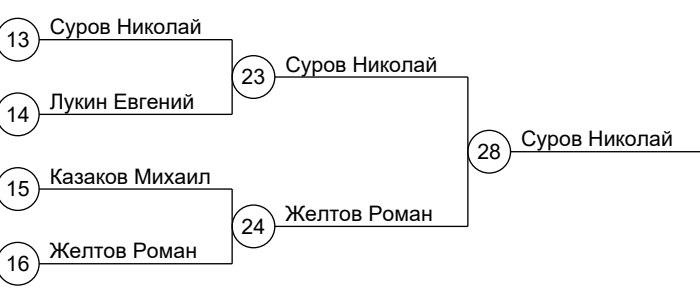 13 Суров Николай
23 Суров Николай
14 Лукин Евгений
28 Суров Николай
15 Казаков Михаил
24 Желтов Роман
16 Желтов Роман